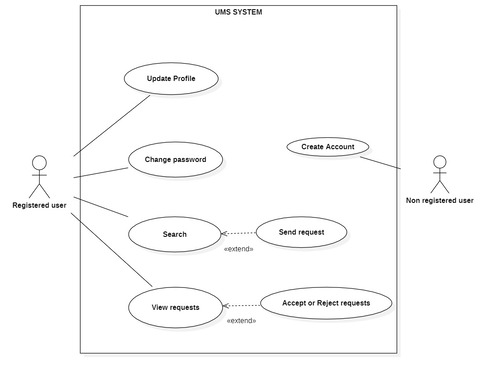 UMS SYSTEM
Update Profile
Create Account
Change password
Registered user
Non registered user
Search
Send request
«extend»
View requests
Accept or Reject requests
«extend»